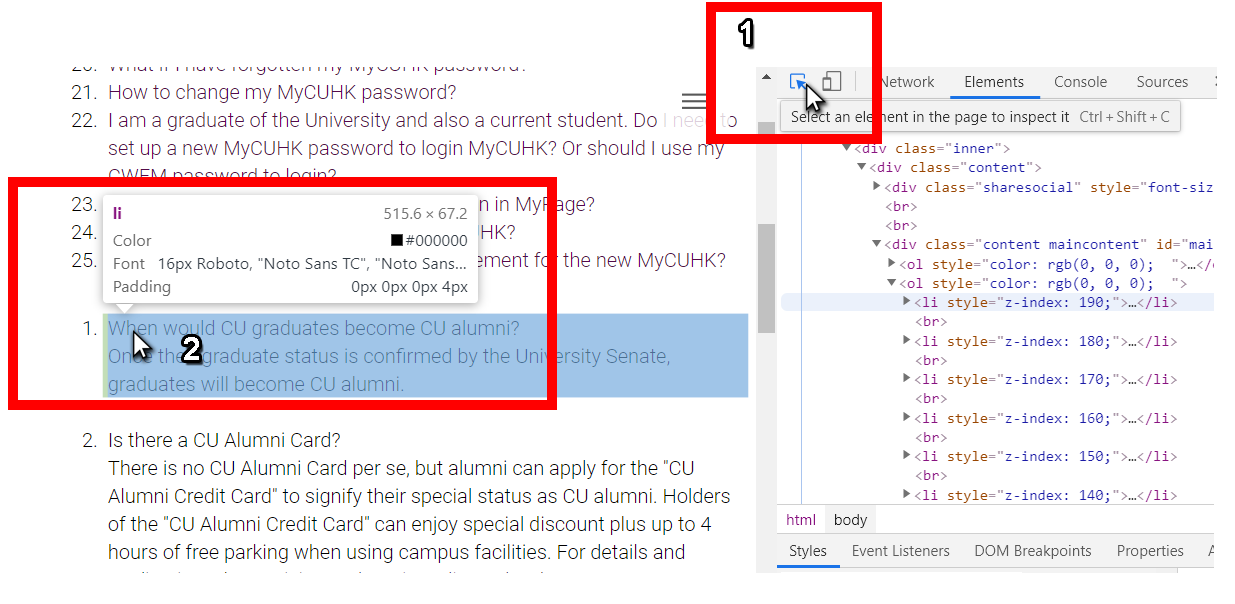 1
20. What if I have forgotten my MyCUHK password?
21. How to change my MyCUHK password?
22. I am a graduate of the University and also a current student. Do I need to
set up a new MyCUHK password to login MyCUHK? Or should I use my
CWEM password to login?
23. n in MyPage?
24. HK?
25. ement for the new MyCUHK?
li 515.6 × 67.2
Color #000000
Font 16px Roboto, "Noto Sans TC", "Noto Sans...
Padding 0px 0px 0px 4px
1. When would CU graduates become CU alumni?
Once the graduate status is confirmed by the University Senate,
graduates will become CU alumni.
2
2. Is there a CU Alumni Card?
There is no CU Alumni Card per se, but alumni can apply for the "CU
Alumni Credit Card" to signify their special status as CU alumni. Holders
of the "CU Alumni Credit Card" can enjoy special discount plus up to 4
hours of free parking when using campus facilities. For details and
Network Elements Console Sources
Select an element in the page to inspect it Ctrl + Shift + C
<div class="inner">
<div class="content">
<div class="sharesocial" style="font-siz
<br>
<br>
<div class="content maincontent" id="mai
<ol style="color: rgb(0, 0, 0); ">…</
<ol style="color: rgb(0, 0, 0); ">
<li style="z-index: 190;">…</li>
<br>
<li style="z-index: 180;">…</li>
<br>
<li style="z-index: 170;">…</li>
<br>
<li style="z-index: 160;">…</li>
<br>
<li style="z-index: 150;">…</li>
<br>
<li style="z-index: 140;">…</li>
html body
Styles Event Listeners DOM Breakpoints Properties A